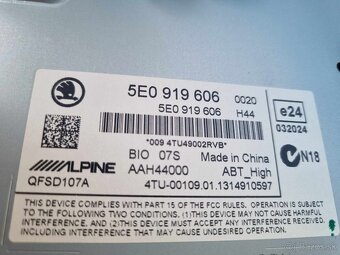 5E0 919 606 0020
5E0 919 606 H44
e24
032024
*009 4TU49002RVB*
BIO 07S Made in China
N18
ALPINE AAH44000 ABT_High
QFSD107A 4TU-00109.01.1314910597
THIS DEVICE COMPLIES WITH PART 15 OF THE FCC RULES. OPERATION IS SUBJECT
TO THE FOLLOWING TWO CONDITIONS: (1)THIS DEVICE MAY NOT CAUSE HARMFUL
INTERFERENCE, AND (2)THIS DEVICE MUST ACCEPT ANY INTERFERENCE RECEIVED,
INCLUDING INTERFERENCE THAT MAY CAUSE UNDESIRED OPERATION.